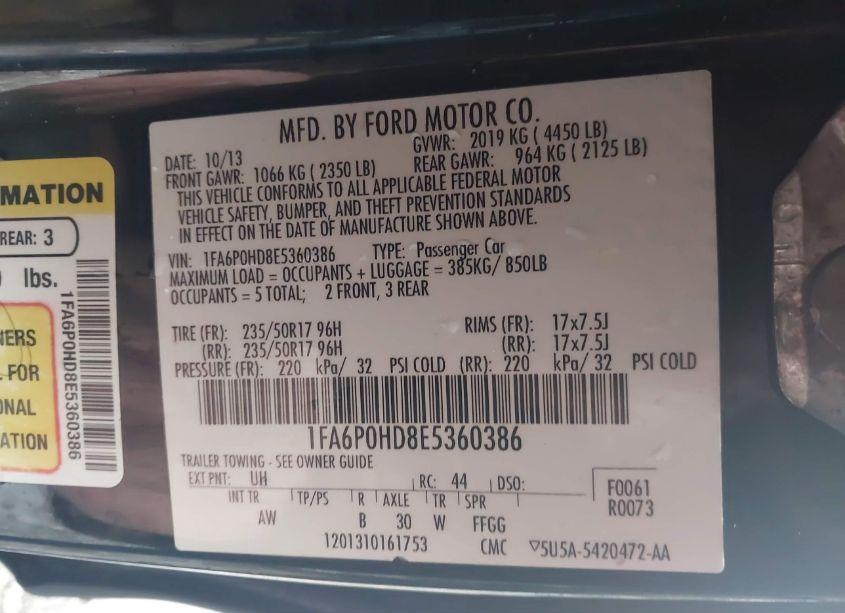 MFD. BY FORD MOTOR CO.
DATE: 10/13 GVWR: 2019 KG ( 4450 LB)
FRONT GAWR: 1066 KG ( 2350 LB) REAR GAWR: 964 KG ( 2125 LB)
THIS VEHICLE CONFORMS TO ALL APPLICABLE FEDERAL MOTOR
VEHICLE SAFETY, BUMPER, AND THEFT PREVENTION STANDARDS
IN EFFECT ON THE DATE OF MANUFACTURE SHOWN ABOVE.
VIN: 1FA6P0HD8E5360386 TYPE: Passenger Car
MAXIMUM LOAD = OCCUPANTS + LUGGAGE = 385KG/ 850LB
OCCUPANTS = 5 TOTAL; 2 FRONT, 3 REAR
TIRE (FR): 235/50R17 96H RIMS (FR): 17x7.5J
(RR): 235/50R17 96H (RR): 17x7.5J
PRESSURE (FR): 220 kPa/ 32 PSI COLD (RR): 220 kPa/ 32 PSI COLD
1FA6P0HD8E5360386
TRAILER TOWING - SEE OWNER GUIDE
EXT PNT: UH RC: 44 DSO:
INT TR TP/PS R AXLE TR SPR
AW B 30 W FFGG
1201310161753 CMC ▽5U5A-5420472-AA
F0061
R0073
MATION
REAR: 3
lbs.
1FA6P0HD8E5360386
NERS
L FOR
ONAL
ATION